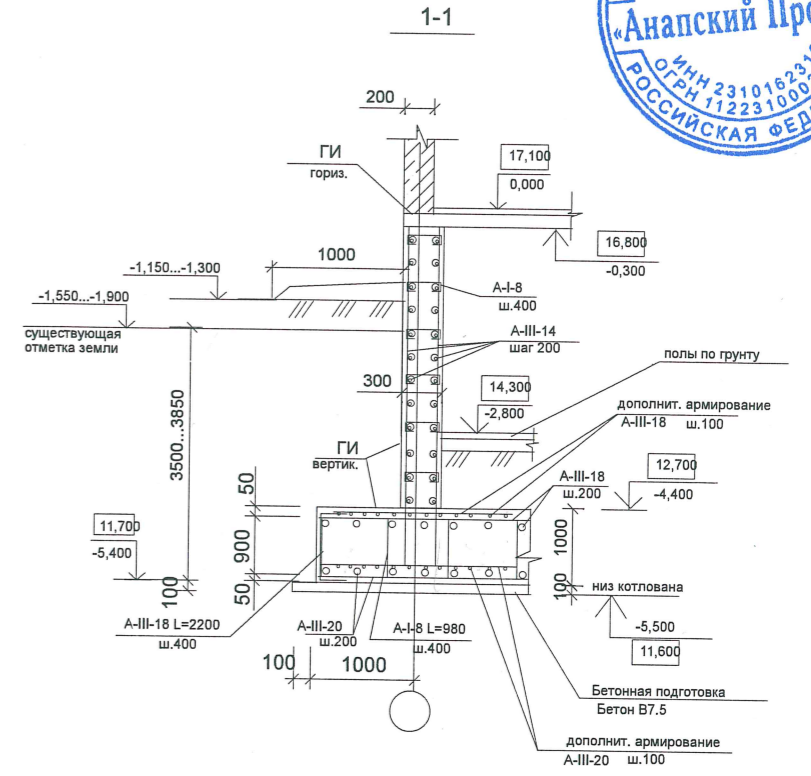 1-1
«Анапский Про
ИНН 23101623
ОГРН 11223100
РОССИЙСКАЯ ФЕД
200
ГИ
гориз.
17,100
0,000
16,800
-0,300
1000
-1,150...-1,300
-1,550...-1,900
существующая
отметка земли
А-I-8
ш.400
А-III-14
шаг 200
полы по грунту
300
14,300
-2,800
дополнит. армирование
А-III-18 ш.100
3500...3850
ГИ
вертик.
А-III-18
ш.200
12,700
-4,400
50
900
50
1000
100
11,700
-5,400
100
низ котлована
-5,500
11,600
А-III-18 L=2200
ш.400
А-III-20
ш.200
А-I-8 L=980
ш.400
100
1000
Бетонная подготовка
Бетон В7.5
дополнит. армирование
А-III-20 ш.100